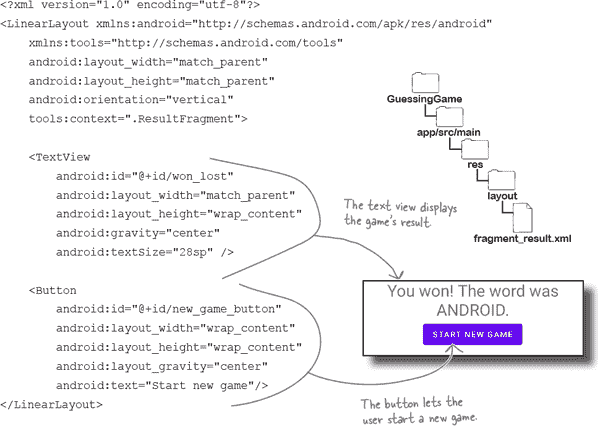 <?xml version="1.0" encoding="utf-8"?>
<LinearLayout xmlns:android="http://schemas.android.com/apk/res/android"
    xmlns:tools="http://schemas.android.com/tools"
    android:layout_width="match_parent"
    android:layout_height="match_parent"
    android:orientation="vertical"
    tools:context=".ResultFragment">
    <TextView
        android:id="@+id/won_lost"
        android:layout_width="match_parent"
        android:layout_height="wrap_content"
        android:gravity="center"
        android:textSize="28sp" />
    <Button
        android:id="@+id/new_game_button"
        android:layout_width="wrap_content"
        android:layout_height="wrap_content"
        android:layout_gravity="center"
        android:text="Start new game"/>
</LinearLayout>
GuessingGame
app/src/main
res
layout
fragment_result.xml
The text view displays
the game's result
You won! The word was
ANDROID.
START NEW GAME
The button lets the
user start a new game.